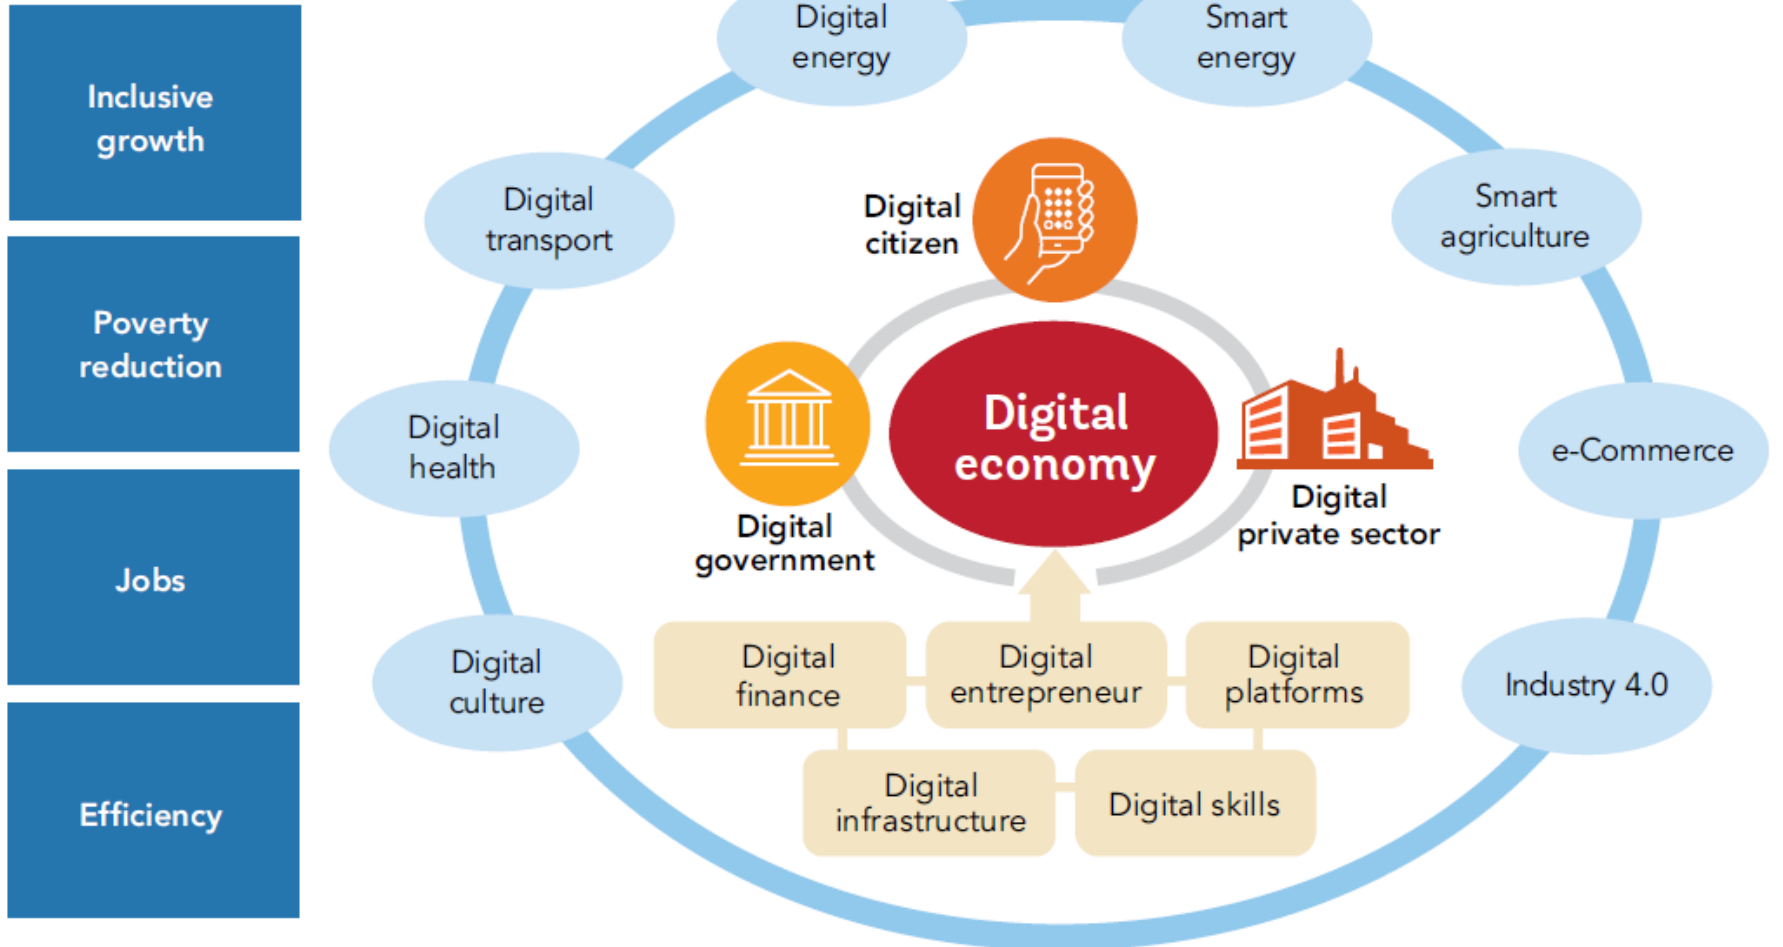 Inclusive
growth
Poverty
reduction
Jobs
Efficiency
Digital
energy
Smart
energy
Digital
transport
Smart
agriculture
Digital
health
e-Commerce
Digital
culture
Industry 4.0
Digital
citizen
Digital
government
Digital
economy
Digital
private sector
Digital
finance
Digital
entrepreneur
Digital
platforms
Digital
infrastructure
Digital skills